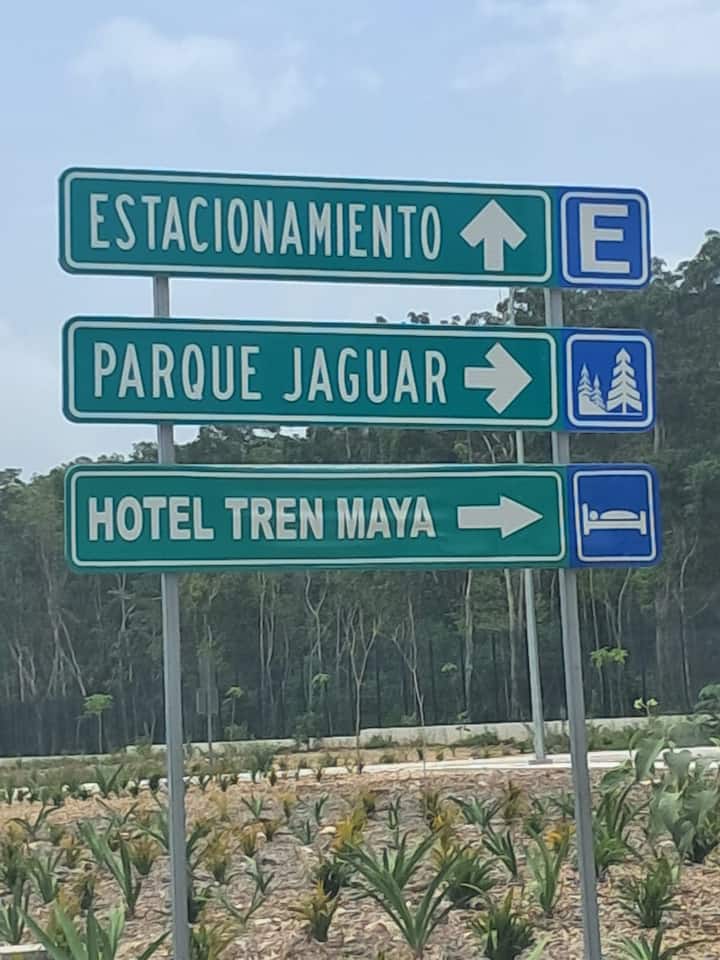 ESTACIONAMIENTO E
PARQUE JAGUAR
HOTEL TREN MAYA